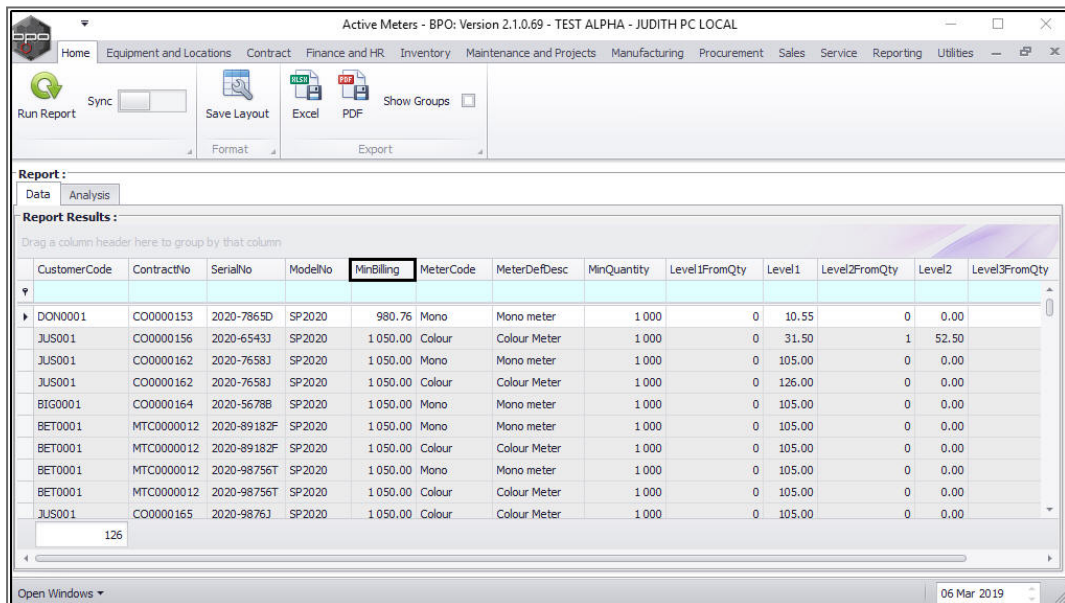 bpo
Active Meters - BPO: Version 2.1.0.69 - TEST ALPHA - JUDITH PC LOCAL
Home Equipment and Locations Contract Finance and HR Inventory Maintenance and Projects Manufacturing Procurement Sales Service Reporting Utilities
Run Report Sync Save Layout XLSX Excel PDF PDF Show Groups
Format Export
Report :
Data Analysis
Report Results :
Drag a column header here to group by that column
CustomerCode ContractNo SerialNo ModelNo MinBilling MeterCode MeterDefDesc MinQuantity Level1FromQty Level1 Level2FromQty Level2 Level3FromQty
DON0001 CO0000153 2020-7865D SP2020 980.76 Mono Mono meter 1 000 0 10.55 0 0.00
JUS001 CO0000156 2020-6543J SP2020 1 050.00 Colour Colour Meter 1 000 0 31.50 1 52.50
JUS001 CO0000162 2020-7658J SP2020 1 050.00 Mono Mono meter 1 000 0 105.00 0 0.00
JUS001 CO0000162 2020-7658J SP2020 1 050.00 Colour Colour Meter 1 000 0 126.00 0 0.00
BIG0001 CO0000164 2020-5678B SP2020 1 050.00 Mono Mono meter 1 000 0 105.00 0 0.00
BET0001 MTC0000012 2020-89182F SP2020 1 050.00 Mono Mono meter 1 000 0 105.00 0 0.00
BET0001 MTC0000012 2020-89182F SP2020 1 050.00 Colour Colour Meter 1 000 0 105.00 0 0.00
BET0001 MTC0000012 2020-98756T SP2020 1 050.00 Mono Mono meter 1 000 0 105.00 0 0.00
BET0001 MTC0000012 2020-98756T SP2020 1 050.00 Colour Colour Meter 1 000 0 105.00 0 0.00
JUS001 CO0000165 2020-9876J SP2020 1 050.00 Colour Colour Meter 1 000 0 105.00 0 0.00
126
Open Windows 06 Mar 2019